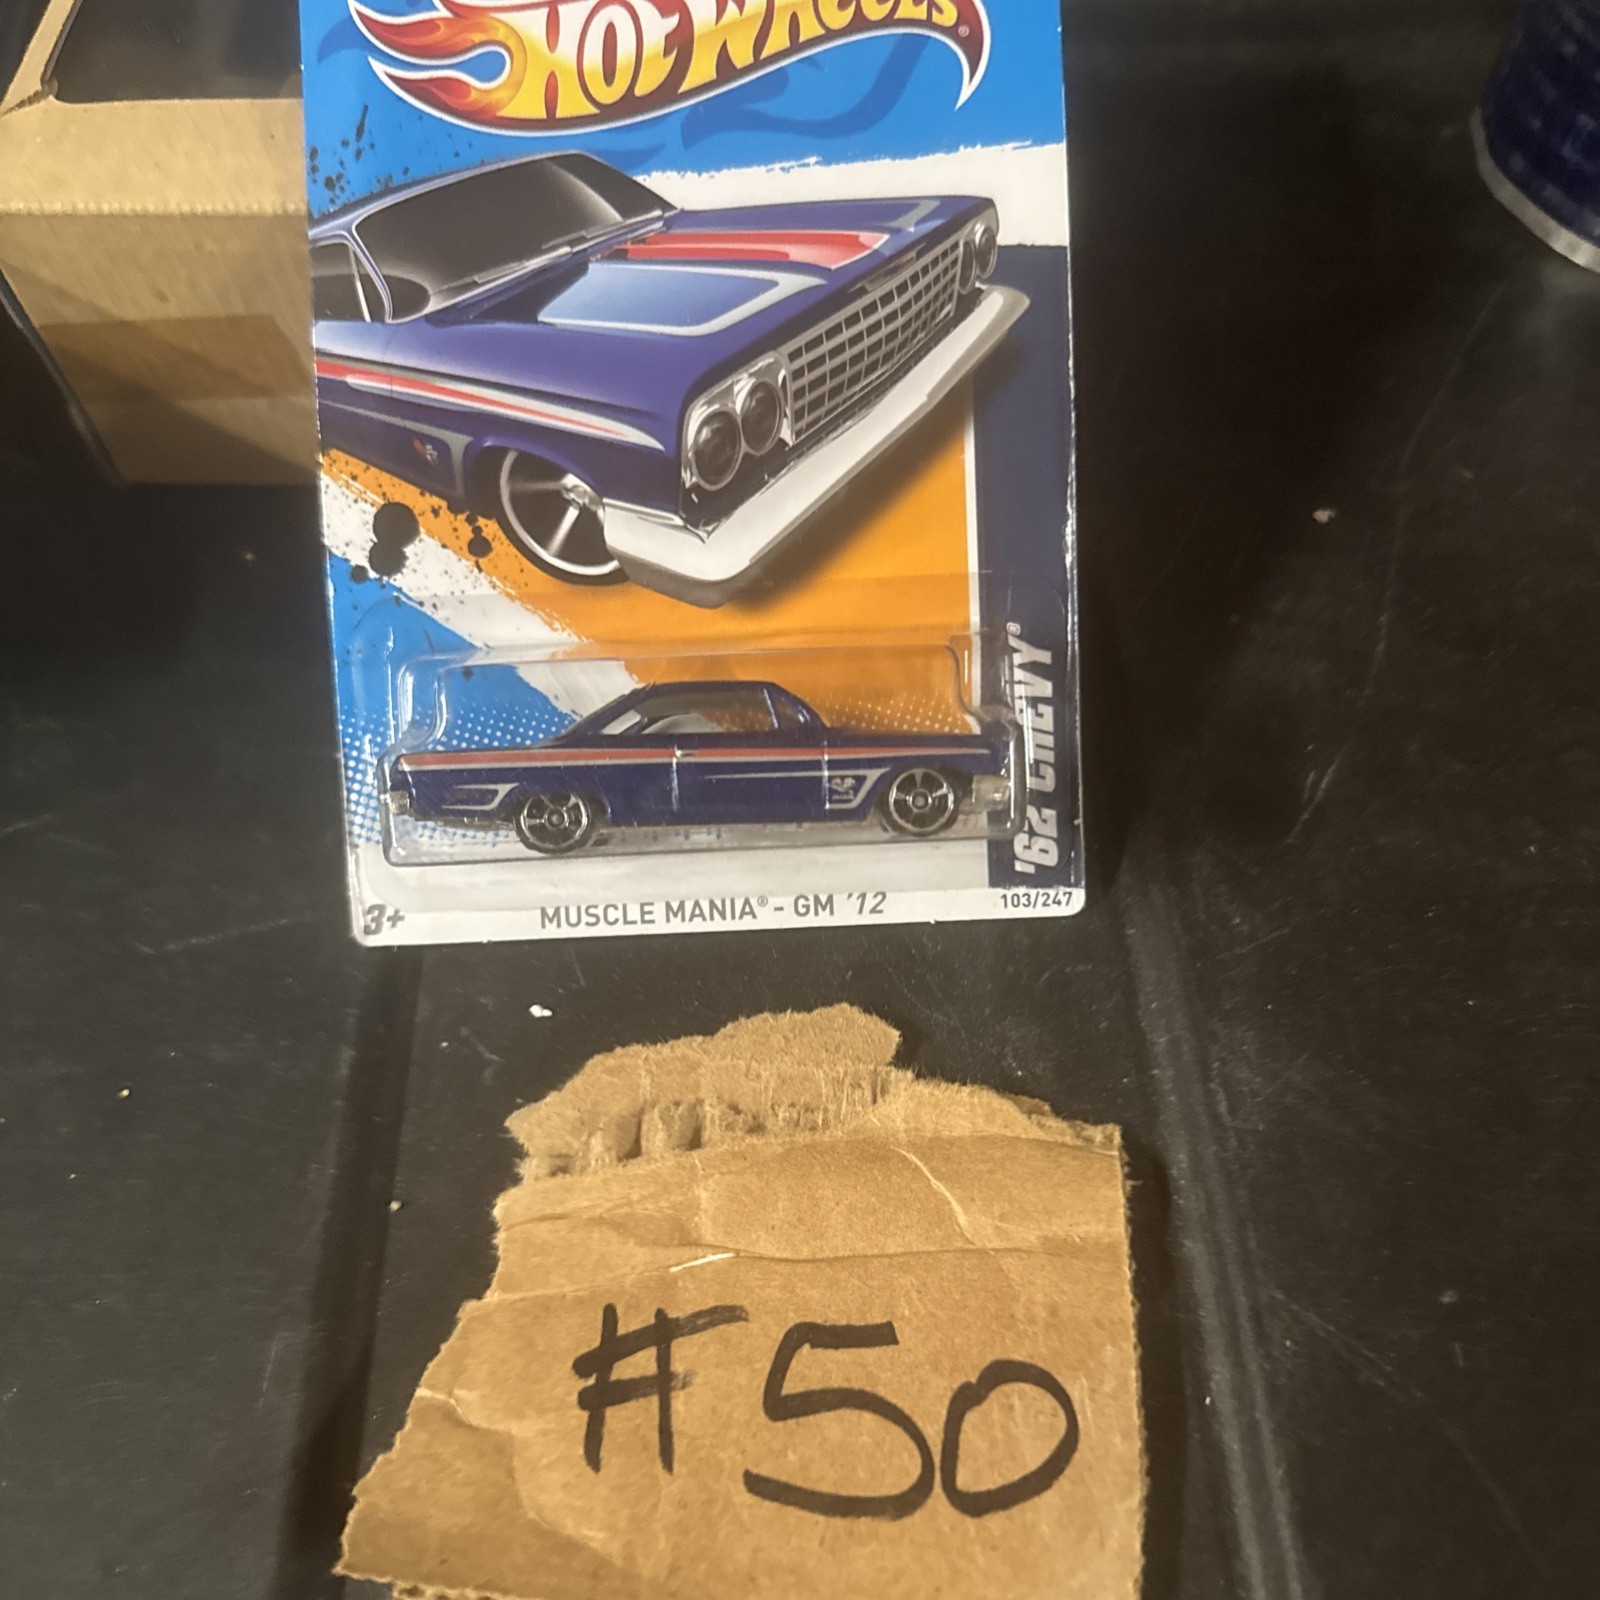 HOT WHEELS
'62 CHEVY®
3+
MUSCLE MANIA® - GM '12
103/247
#50